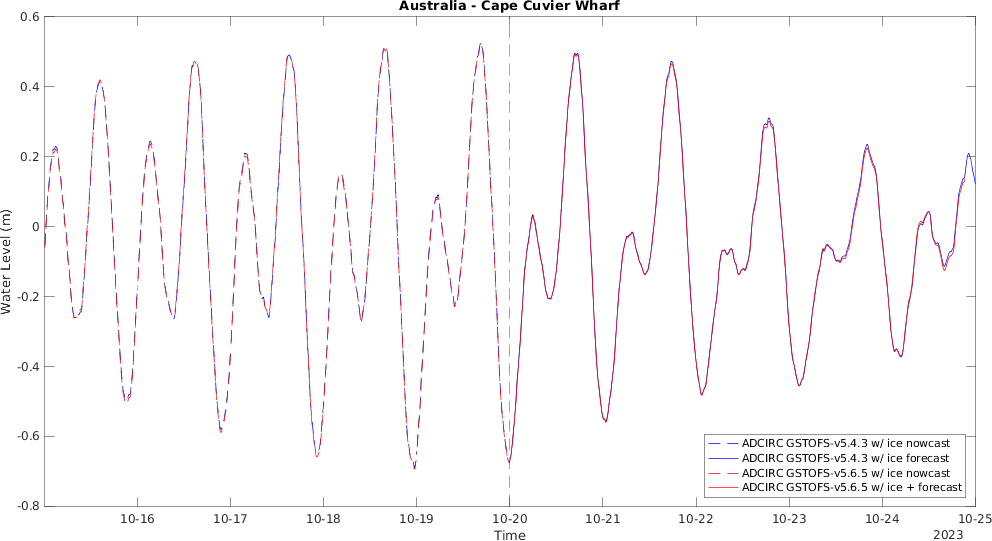 Australia - Cape Cuvier Wharf
0.6
0.4
0.2
0
-0.2
-0.4
-0.6
-0.8
Water Level (m)
ADCIRC GSTOFS-v5.4.3 w/ ice nowcast
ADCIRC GSTOFS-v5.4.3 w/ ice forecast
ADCIRC GSTOFS-v5.6.5 w/ ice nowcast
ADCIRC GSTOFS-v5.6.5 w/ ice + forecast
10-16 10-17 10-18 10-19 10-20 10-21 10-22 10-23 10-24 10-25
Time
2023